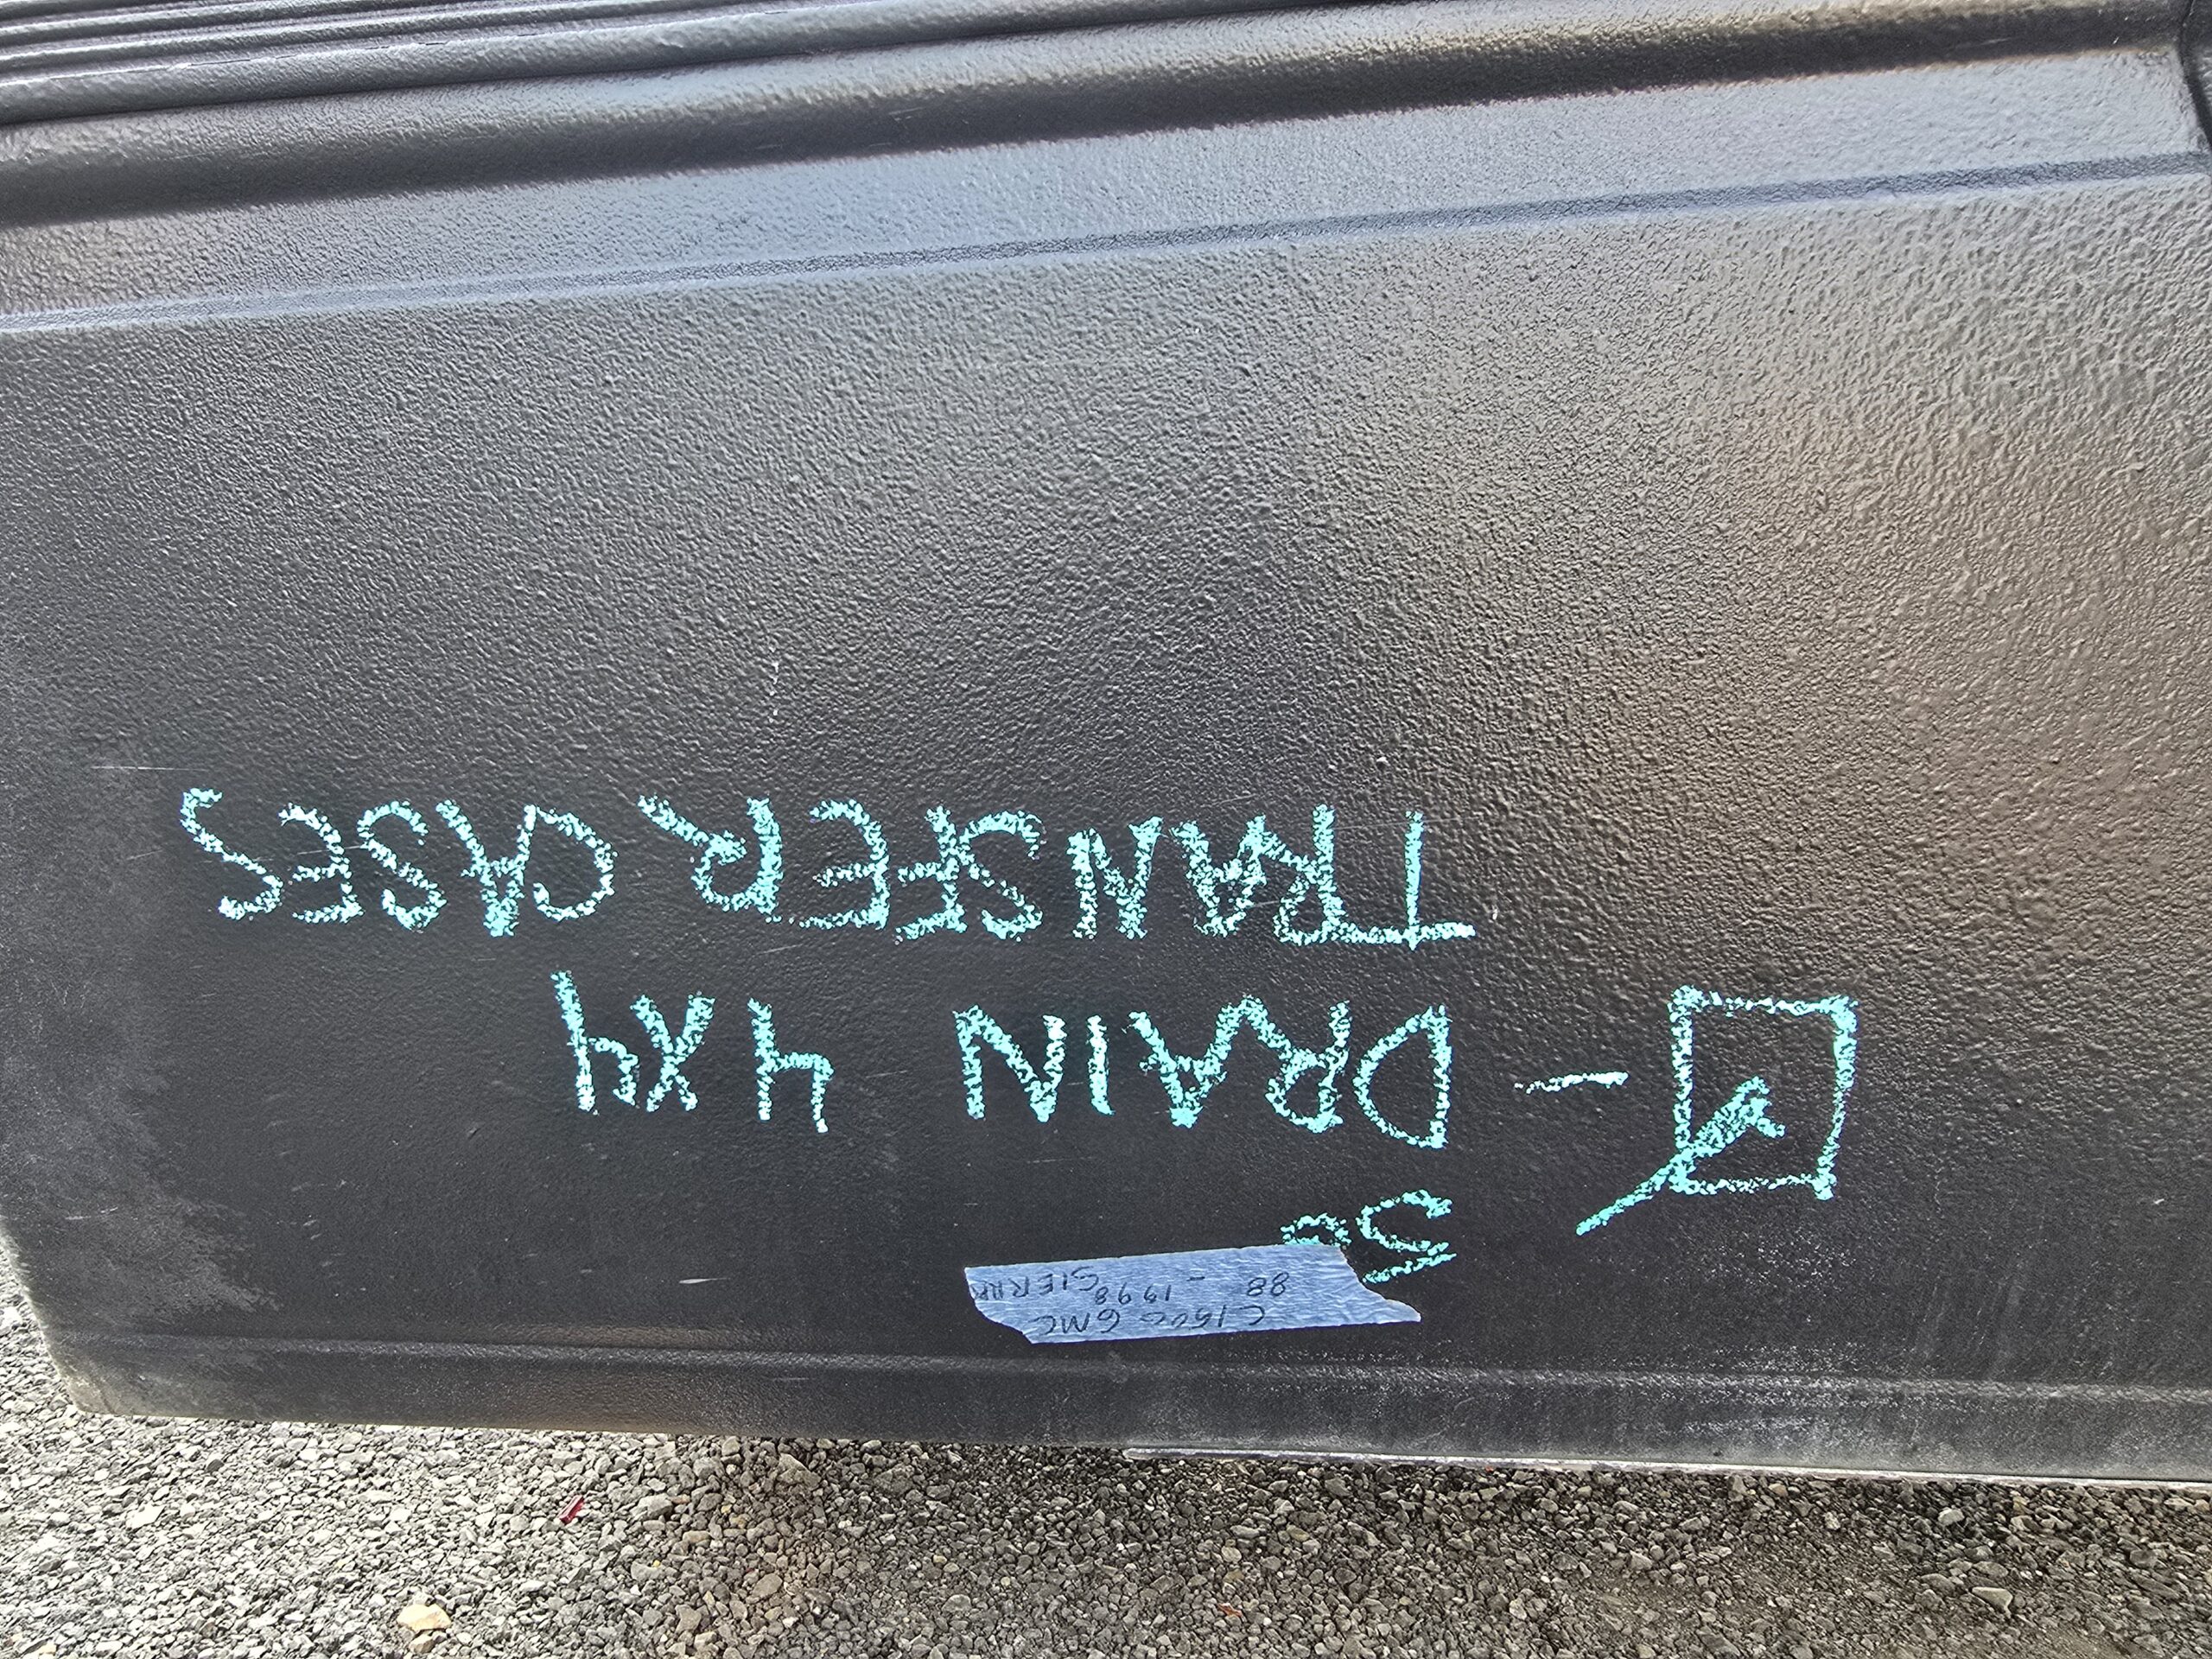 C1500 GMC
88 - 1998 SIERRA
☑ - DRAIN 4X4
TRANSFER CASES